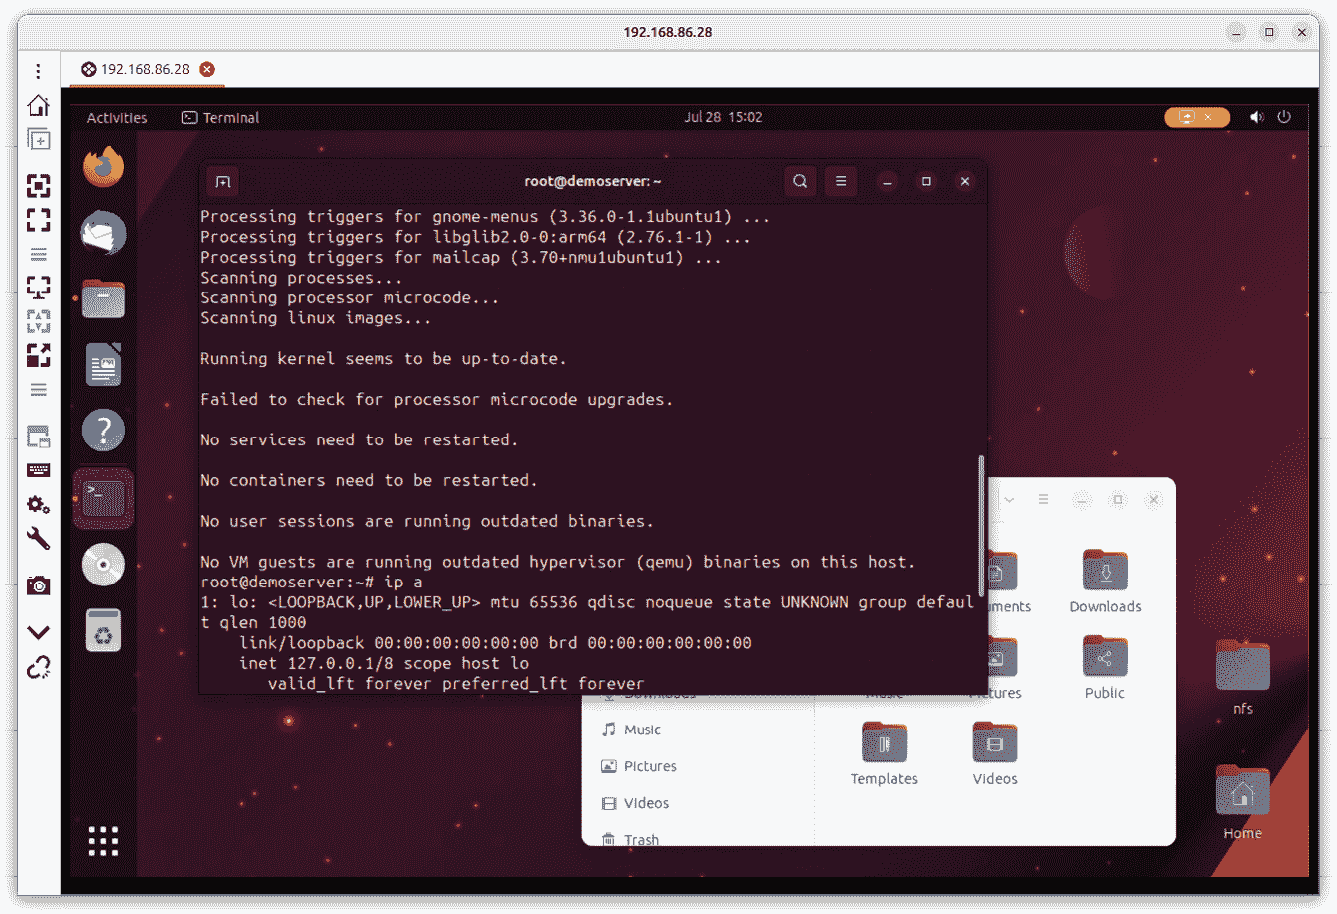 192.168.86.28
192.168.86.28
Activities
Terminal
Jul 28 15:02
root@demoserver: ~
Processing triggers for gnome-menus (3.36.0-1.1ubuntu1) ...
Processing triggers for libglib2.0-0:arm64 (2.76.1-1) ...
Processing triggers for mailcap (3.70+nmu1ubuntu1) ...
Scanning processes...
Scanning processor microcode...
Scanning linux images...
Running kernel seems to be up-to-date.
Failed to check for processor microcode upgrades.
No services need to be restarted.
No containers need to be restarted.
No user sessions are running outdated binaries.
No VM guests are running outdated hypervisor (qemu) binaries on this host.
root@demoserver:~# ip a
1: lo: <LOOPBACK,UP,LOWER_UP> mtu 65536 qdisc noqueue state UNKNOWN group defaul
t qlen 1000
link/loopback 00:00:00:00:00:00 brd 00:00:00:00:00:00
inet 127.0.0.1/8 scope host lo
valid_lft forever preferred_lft forever
uments
Downloads
Downloads
Music
ctures
Public
Music
Pictures
Videos
Trash
Templates
Videos
nfs
Home